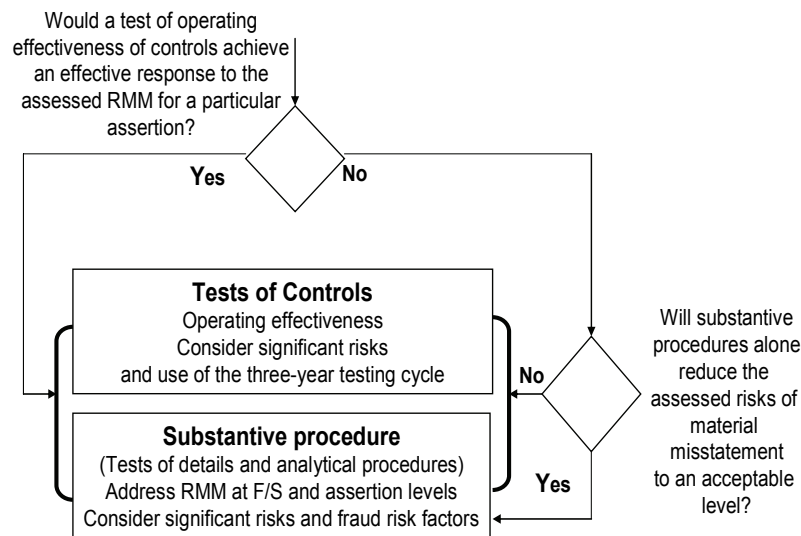 Would a test of operating
effectiveness of controls achieve
an effective response to the
assessed RMM for a particular
assertion?
Yes
No
Tests of Controls
Operating effectiveness
Consider significant risks
and use of the three-year testing cycle
Substantive procedure
(Tests of details and analytical procedures)
Address RMM at F/S and assertion levels
Consider significant risks and fraud risk factors
No
Yes
Will substantive
procedures alone
reduce the
assessed risks of
material
misstatement
to an acceptable
level?